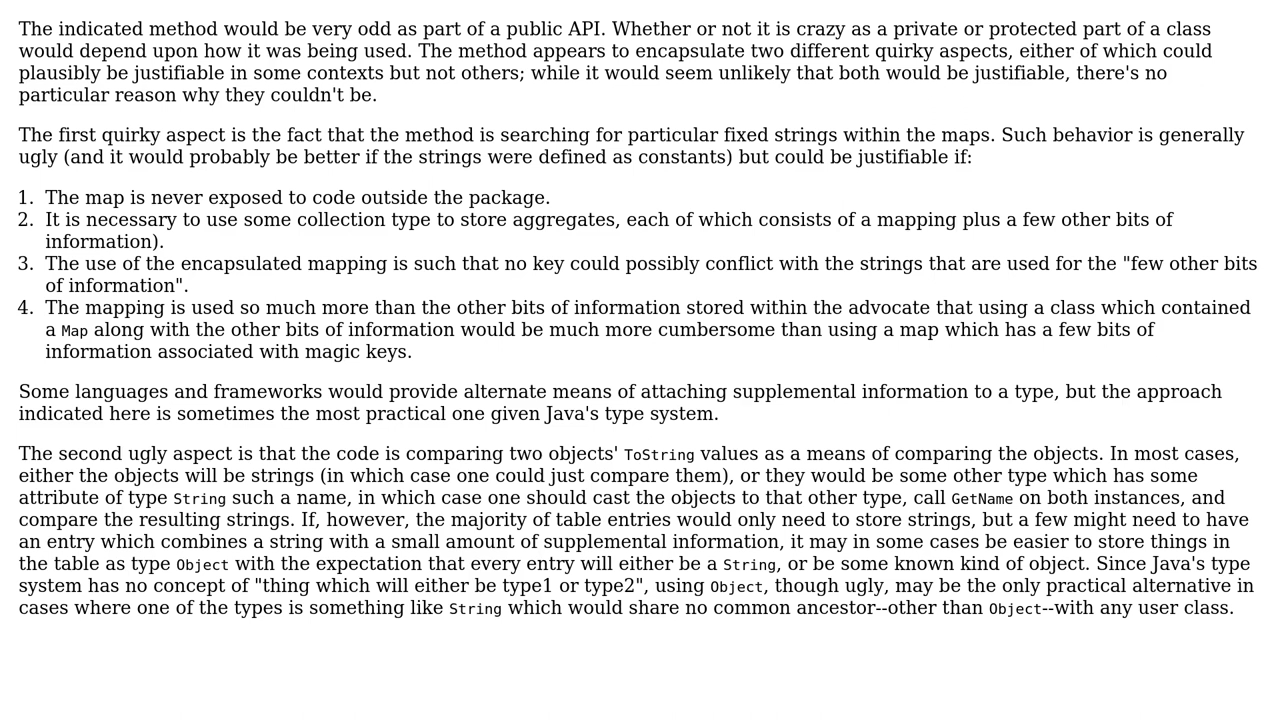 The indicated method would be very odd as part of a public API. Whether or not it is crazy as a private or protected part of a class
would depend upon how it was being used. The method appears to encapsulate two different quirky aspects, either of which could
plausibly be justifiable in some contexts but not others; while it would seem unlikely that both would be justifiable, there's no
particular reason why they couldn't be.
The first quirky aspect is the fact that the method is searching for particular fixed strings within the maps. Such behavior is generally
ugly (and it would probably be better if the strings were defined as constants) but could be justifiable if:
1. The map is never exposed to code outside the package.
2. It is necessary to use some collection type to store aggregates, each of which consists of a mapping plus a few other bits of
information).
3. The use of the encapsulated mapping is such that no key could possibly conflict with the strings that are used for the "few other bits
of information".
4. The mapping is used so much more than the other bits of information stored within the advocate that using a class which contained
a Map along with the other bits of information would be much more cumbersome than using a map which has a few bits of
information associated with magic keys.
Some languages and frameworks would provide alternate means of attaching supplemental information to a type, but the approach
indicated here is sometimes the most practical one given Java's type system.
The second ugly aspect is that the code is comparing two objects' ToString values as a means of comparing the objects. In most cases,
either the objects will be strings (in which case one could just compare them), or they would be some other type which has some
attribute of type String such a name, in which case one should cast the objects to that other type, call GetName on both instances, and
compare the resulting strings. If, however, the majority of table entries would only need to store strings, but a few might need to have
an entry which combines a string with a small amount of supplemental information, it may in some cases be easier to store things in
the table as type Object with the expectation that every entry will either be a String, or be some known kind of object. Since Java's type
system has no concept of "thing which will either be type1 or type2", using Object, though ugly, may be the only practical alternative in
cases where one of the types is something like String which would share no common ancestor--other than Object--with any user class.